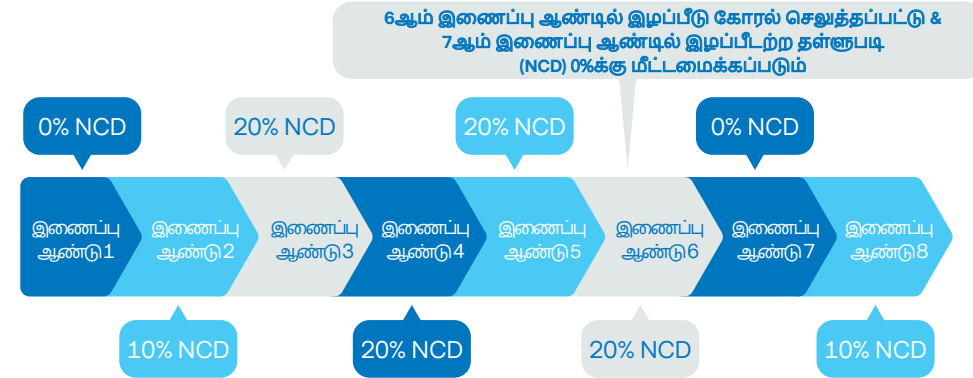 6ஆம் இணைப்பு ஆண்டில் இழப்பீடு கோரல் செலுத்தப்பட்டு &
7ஆம் இணைப்பு ஆண்டில் இழப்பீடற்ற தள்ளுபடி
(NCD) 0%க்கு மீட்டமைக்கப்படும்
0% NCD
20% NCD
20% NCD
0% NCD
இணைப்பு
ஆண்டு1
இணைப்பு
ஆண்டு2
இணைப்பு
ஆண்டு3
இணைப்பு
ஆண்டு4
இணைப்பு
ஆண்டு5
இணைப்பு
ஆண்டு6
இணைப்பு
ஆண்டு7
இணைப்பு
ஆண்டு8
10% NCD
20% NCD
20% NCD
10% NCD